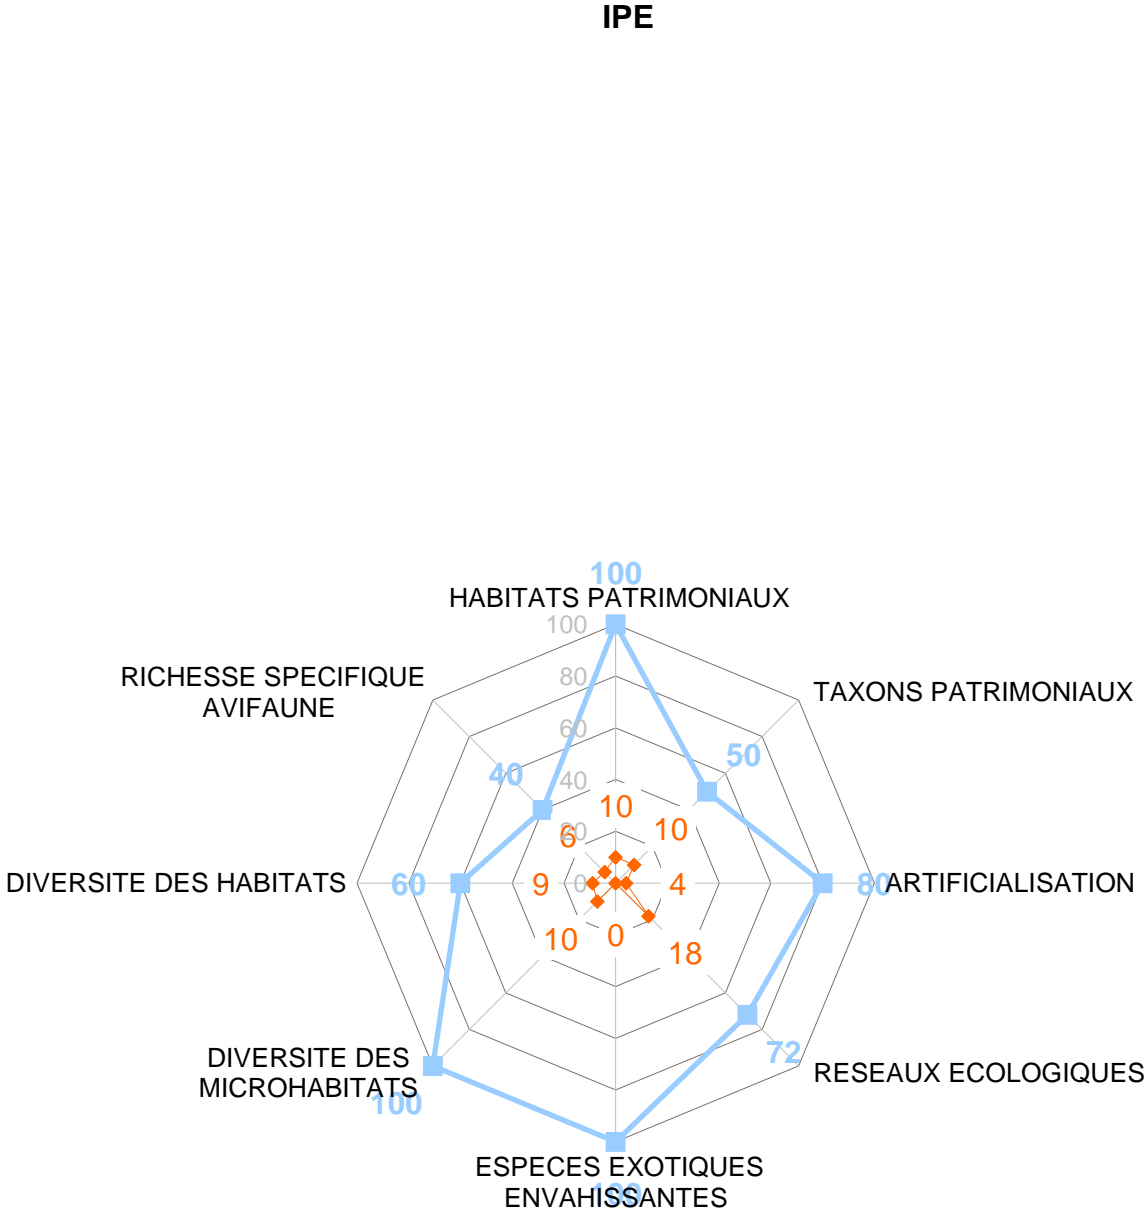 IPE
100
HABITATS PATRIMONIAUX
100
RICHESSE SPECIFIQUE
AVIFAUNE
80
TAXONS PATRIMONIAUX
60
50
40
40
10
10
20
6
DIVERSITE DES HABITATS
60
9
0
4
80
ARTIFICIALISATION
10
0
18
72
DIVERSITE DES
MICROHABITATS
RESEAUX ECOLOGIQUES
100
ESPECES EXOTIQUES
ENVAHISSANTES
100